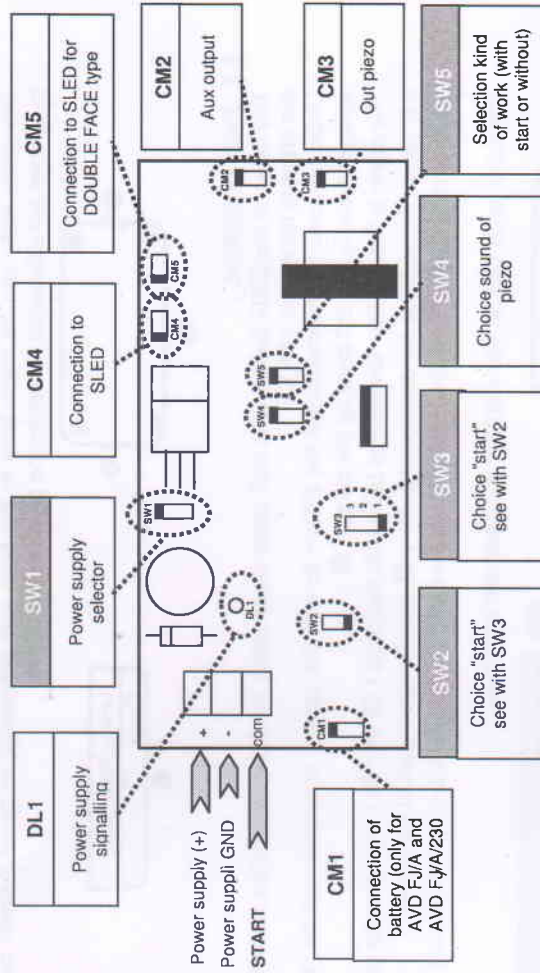 DL1
Power supply
signalling
SW1
Power supply
selector
CM4
Connection to
SLED
CM5
Connection to SLED for
DOUBLE FACE type
CM2
Aux output
CM3
Out piezo
Power supply (+)
Power suppli GND
START
+
-
com
DL1
SW1
CM4
CM5
CM2
CM3
CM1
SW2
SW3
3
2
1
SW4
SW5
CM1
Connection of
battery (only for
AVD FJ/A and
AVD FJ/A/230
SW2
Choice "start"
see with SW3
SW3
Choice "start"
see with SW2
SW4
Choice sound of
piezo
SW5
Selection kind
of work (with
start or without)